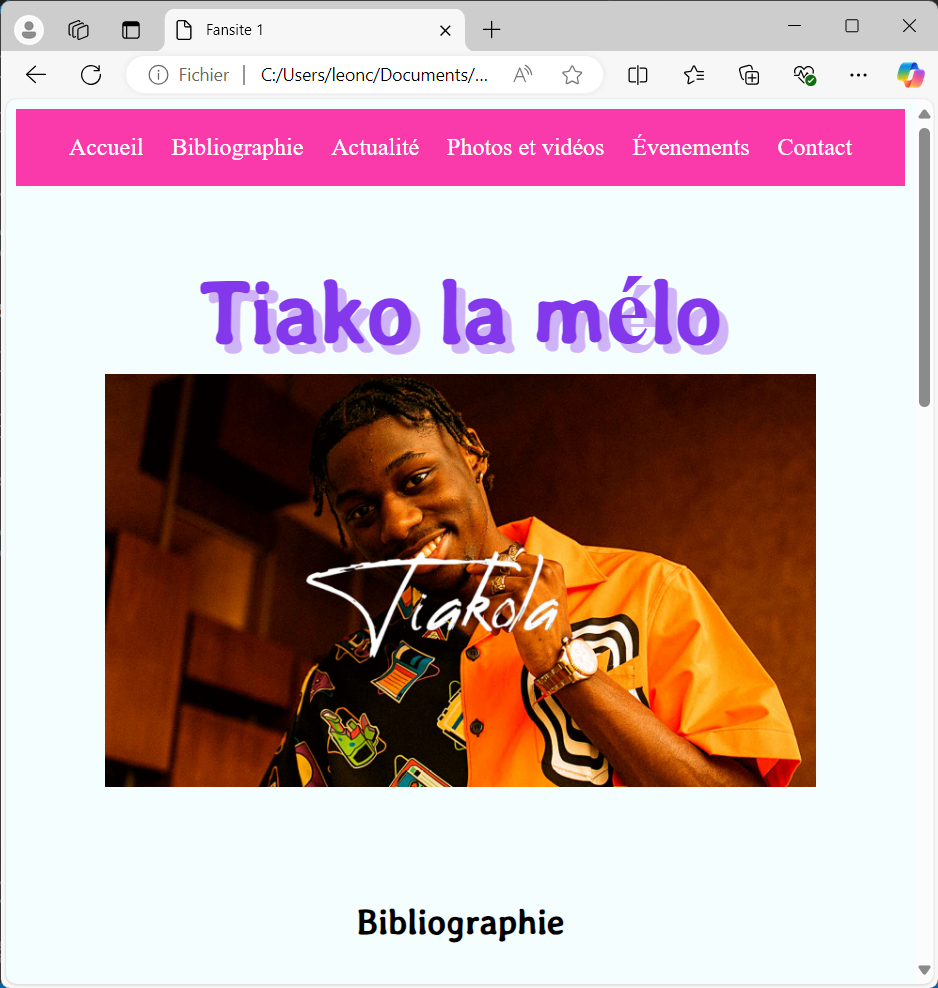 Fansite 1
Fichier
C:/Users/leonc/Documents/...
Accueil Bibliographie Actualité Photos et vidéos Évenements Contact
Tiako la mélo
Tiakola
Bibliographie